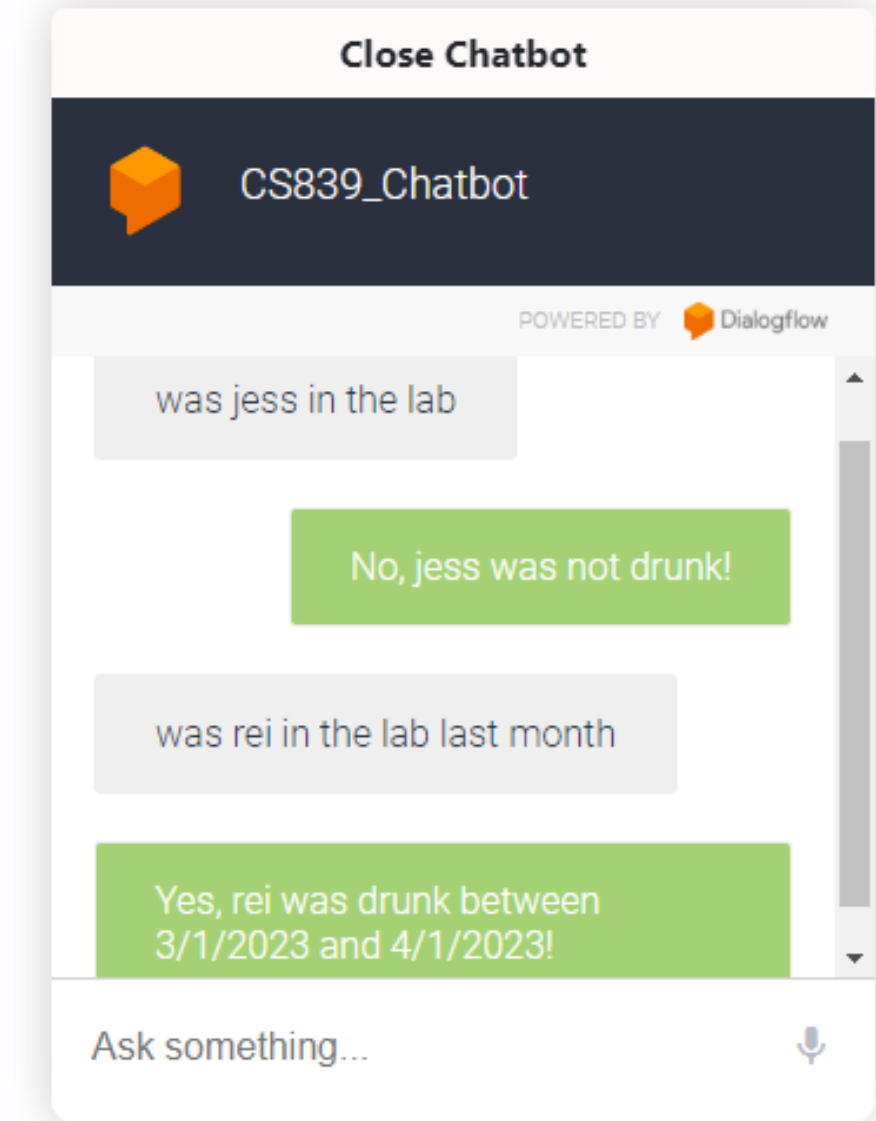 Close Chatbot
CS839_Chatbot
POWERED BY Dialogflow
was jess in the lab
No, jess was not drunk!
was rei in the lab last month
Yes, rei was drunk between
3/1/2023 and 4/1/2023!
Ask something...